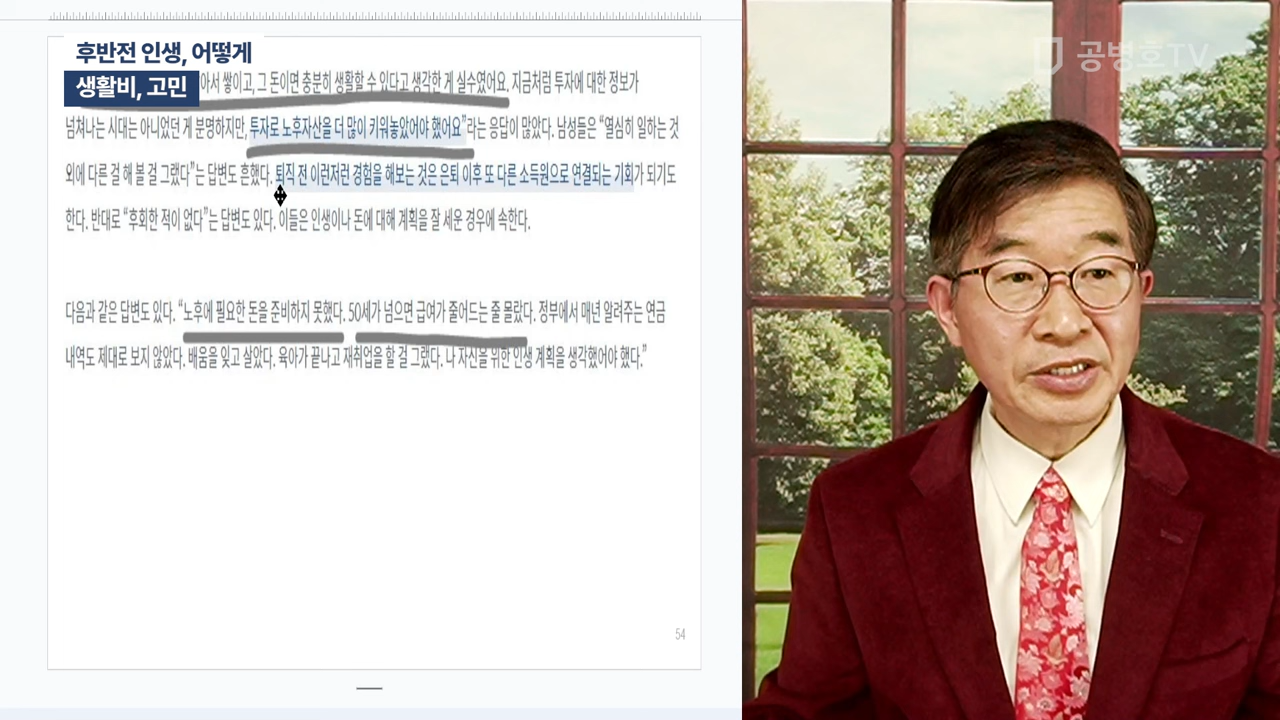 후반전 인생, 어떻게
생활비, 고민
공병호TV
아서 쌓이고, 그 돈이면 충분히 생활할 수 있다고 생각한 게 실수였어요. 지금처럼 투자에 대한 정보가
넘쳐나는 시대는 아니었던 게 분명하지만, 투자로 노후자산을 더 많이 키워놓았어야 했어요”라는 응답이 많았다. 남성들은 “열심히 일하는 것
외에 다른 걸 해 볼 걸 그랬다”는 답변도 흔했다. 퇴직 전 이런저런 경험을 해보는 것은 은퇴 이후 또 다른 소득원으로 연결되는 기회가 되기도
한다. 반대로 “후회한 적이 없다”는 답변도 있다. 이들은 인생이나 돈에 대해 계획을 잘 세운 경우에 속한다.
다음과 같은 답변도 있다. “노후에 필요한 돈을 준비하지 못했다. 50세가 넘으면 급여가 줄어드는 줄 몰랐다. 정부에서 매년 알려주는 연금
내역도 제대로 보지 않았다. 배움을 잊고 살았다. 육아가 끝나고 재취업을 할 걸 그랬다. 나 자신을 위한 인생 계획을 생각했어야 했다.”
54